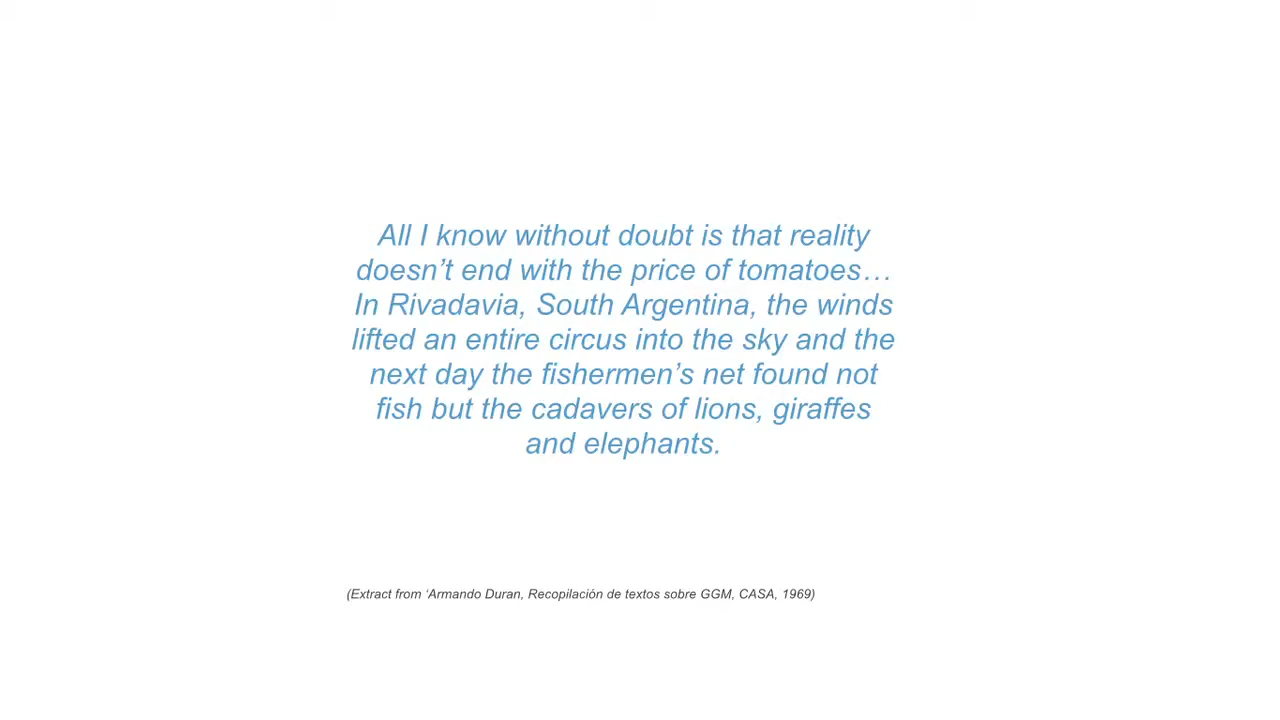 All I know without doubt is that reality
doesn’t end with the price of tomatoes…
In Rivadavia, South Argentina, the winds
lifted an entire circus into the sky and the
next day the fishermen’s net found not
fish but the cadavers of lions, giraffes
and elephants.
(Extract from ‘Armando Duran, Recopilación de textos sobre GGM, CASA, 1969)